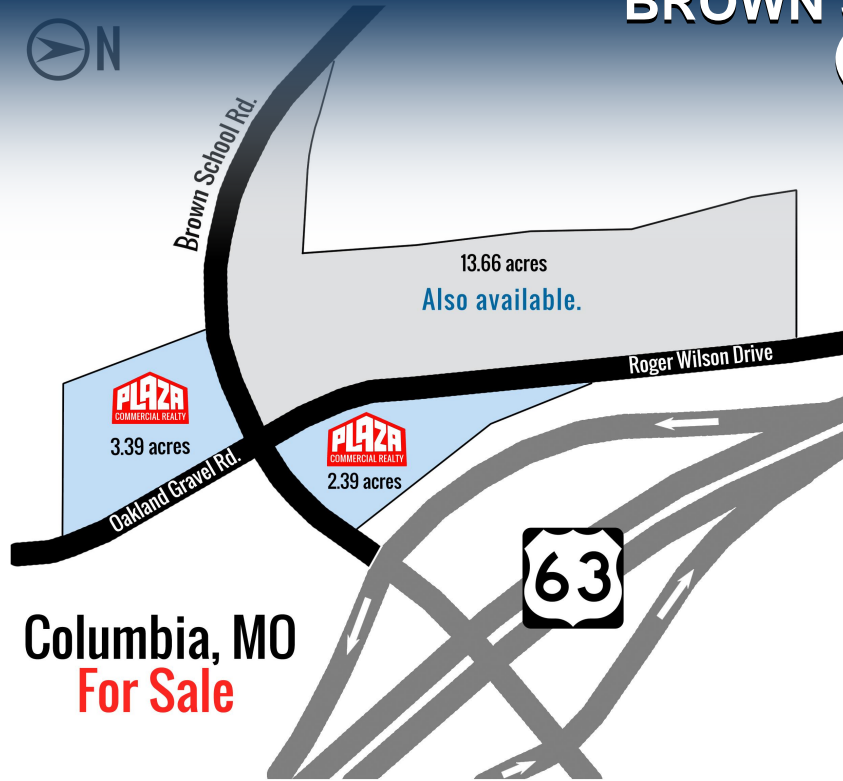 BROWN
N
Brown School Rd.
13.66 acres
Also available.
Roger Wilson Drive
PLAZA
COMMERCIAL REALTY
3.39 acres
PLAZA
COMMERCIAL REALTY
2.39 acres
Oakland Gravel Rd.
63
Columbia, MO
For Sale